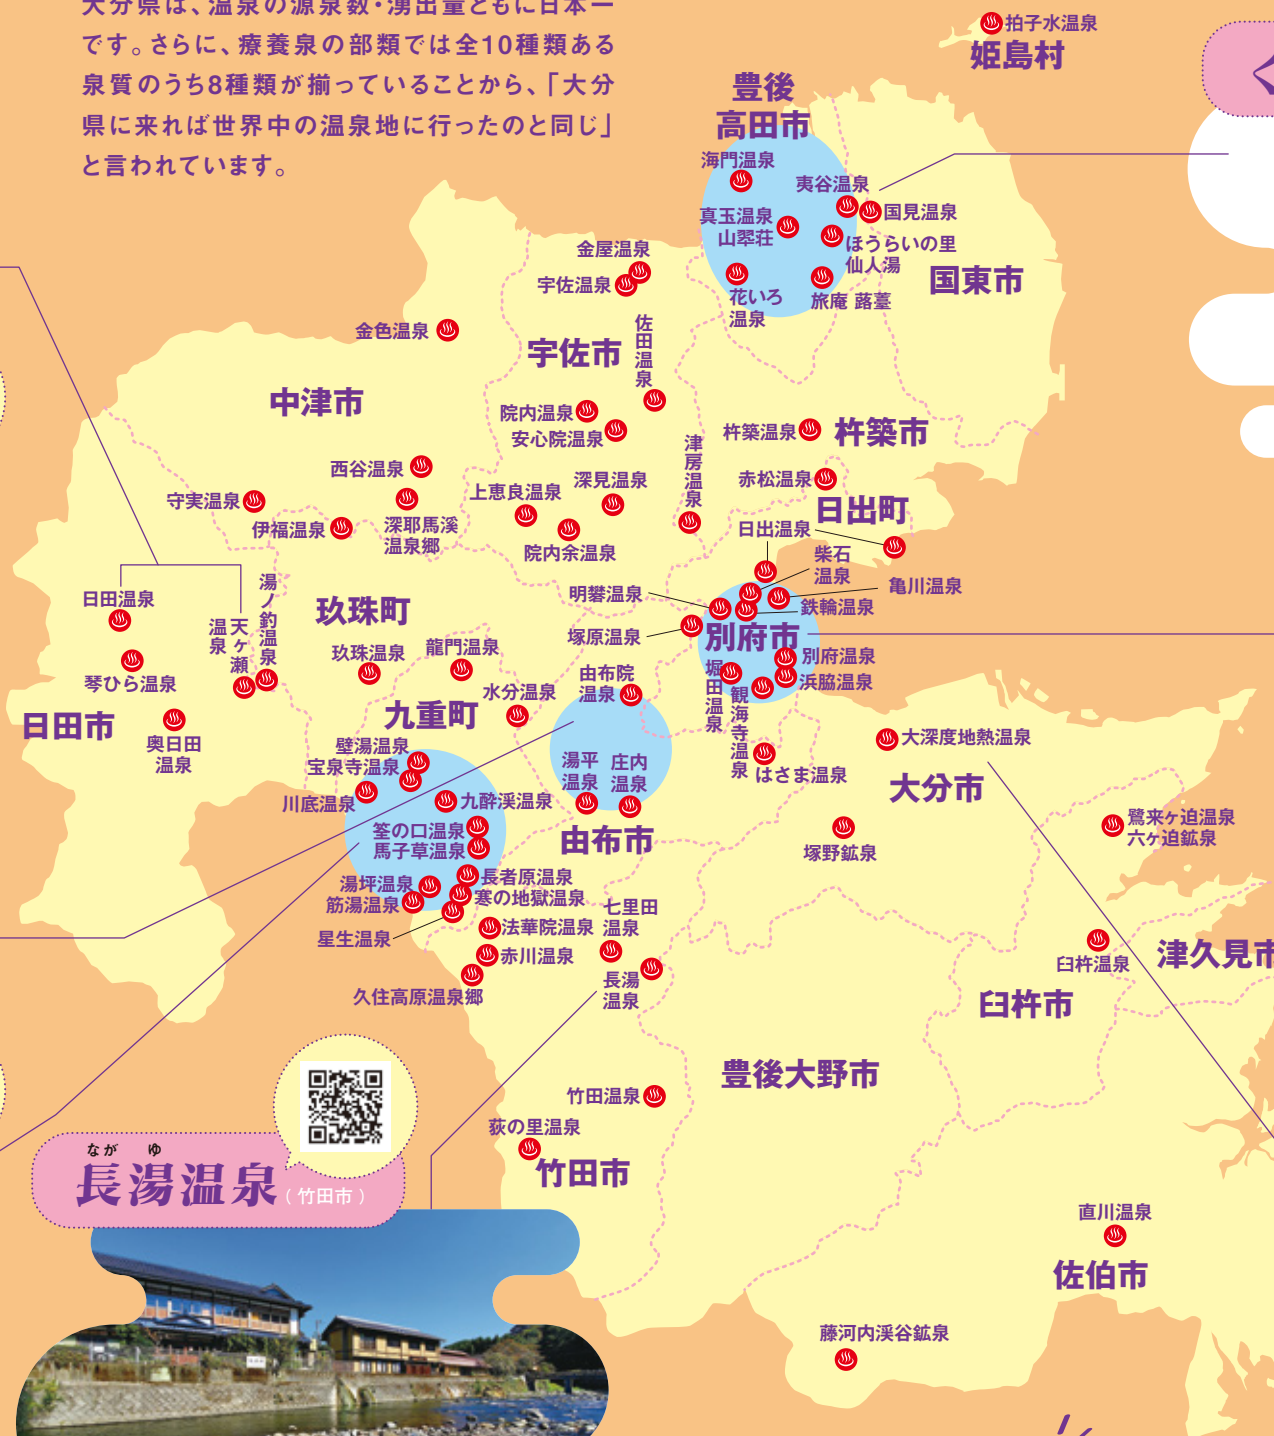 大分県は、温泉の源泉数・湧出量ともに日本一
です。さらに、療養泉の部類では全10種類ある
泉質のうち8種類が揃っていることから、「大分
県に来れば世界中の温泉地に行ったのと同じ」
と言われています。
拍子水温泉
姫島村
豊後
高田市
海門温泉
夷谷温泉
国見温泉
真玉温泉
山翠荘
ほうらいの里
仙人湯
花いろ
温泉
旅庵 蕗薹
国東市
金屋温泉
宇佐温泉
金色温泉
佐田温泉
宇佐市
中津市
院内温泉
安心院温泉
杵築温泉
杵築市
津房温泉
西谷温泉
深見温泉
赤松温泉
上恵良温泉
守実温泉
日出町
伊福温泉
深耶馬溪
温泉郷
日出温泉
院内余温泉
柴石
温泉
湯ノ釣温泉
明礬温泉
亀川温泉
日田温泉
玖珠町
鉄輪温泉
天ヶ瀬
温泉
塚原温泉
別府市
玖珠温泉
龍門温泉
別府温泉
堀田温泉
由布院
温泉
琴ひら温泉
浜脇温泉
水分温泉
観海寺温泉
日田市
九重町
奥日田
温泉
大深度地熱温泉
壁湯温泉
宝泉寺温泉
湯平
温泉
庄内
温泉
はさま温泉
大分市
川底温泉
九酔渓温泉
鷺来ヶ迫温泉
六ヶ迫鉱泉
筌の口温泉
馬子草温泉
由布市
塚野鉱泉
長者原温泉
湯坪温泉
寒の地獄温泉
筋湯温泉
七里田
温泉
法華院温泉
星生温泉
赤川温泉
臼杵温泉
津久見市
長湯
温泉
久住高原温泉郷
臼杵市
豊後大野市
竹田温泉
荻の里温泉
竹田市
なが ゆ
長湯温泉(竹田市)
直川温泉
佐伯市
藤河内渓谷鉱泉